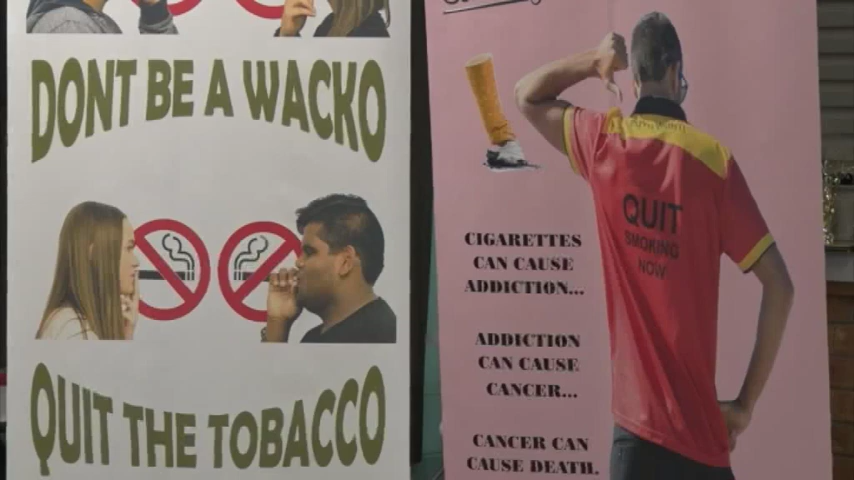 DONT BE A WACKO
QUIT THE TOBACCO
CIGARETTES
CAN CAUSE
ADDICTION...
ADDICTION
CAN CAUSE
CANCER...
CANCER CAN
CAUSE DEATH.
QUIT
SMOKING
NOW